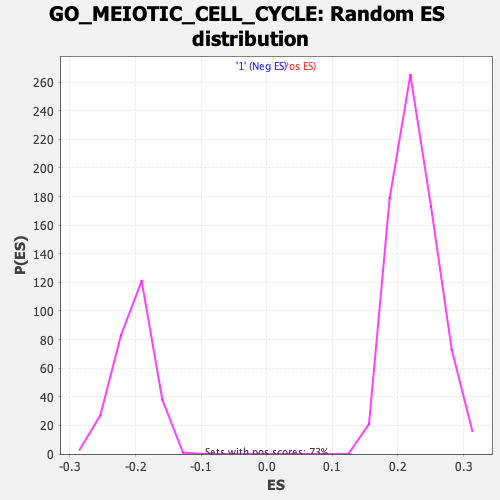 GO_MEIOTIC_CELL_CYCLE: Random ES
distribution
'1' (Neg ES)
P(ES)
260
240
220
200
180
160
140
120
100
80
60
40
20
0
Sets with pos scores: 73%
-0.3 -0.2 -0.1 0.0 0.1 0.2 0.3
ES